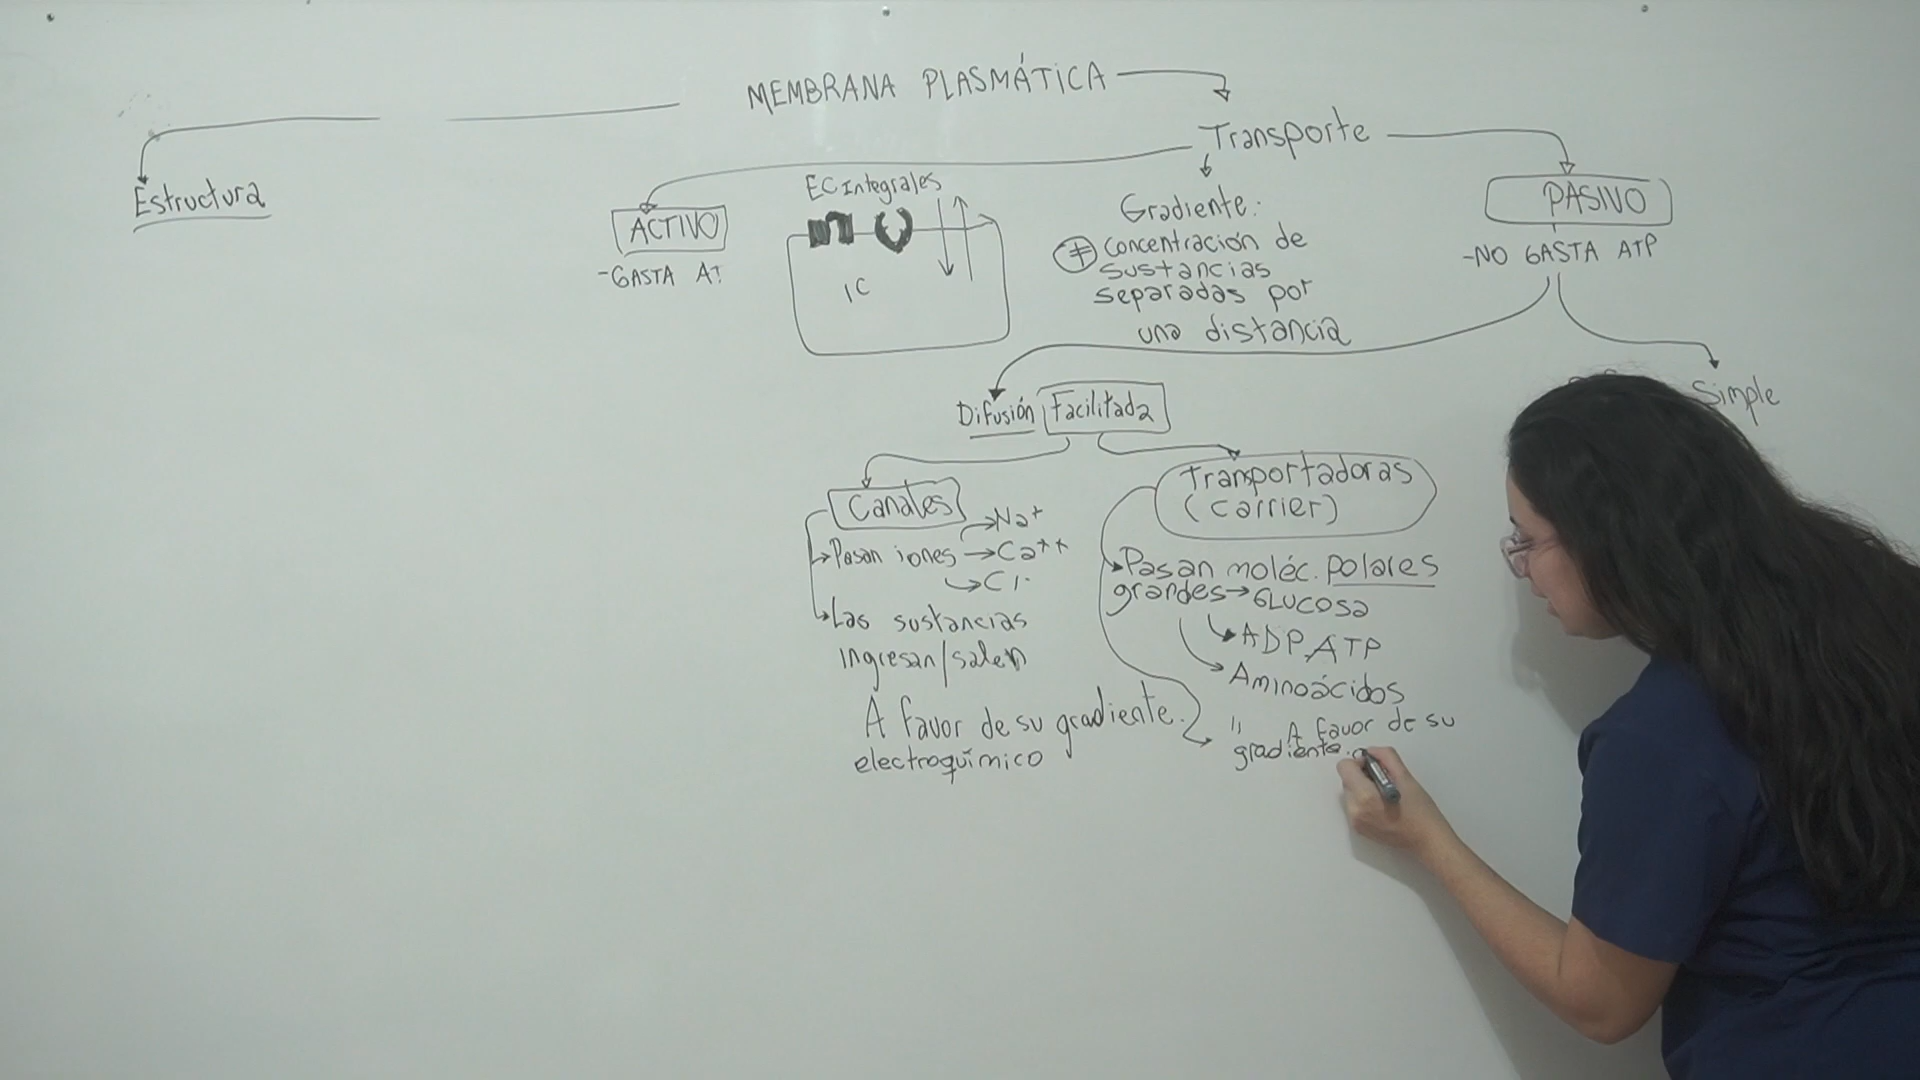 MEMBRANA PLASMÁTICA
Transporte
Estructura
ACTIVO
-GASTA AT
EC Integrales
IC
Gradiente:
≠ concentración de
sustancias
separadas por
una distancia
PASIVO
-NO GASTA ATP
Difusión Facilitada
Simple
Canales
Pasan iones → Na+
→ Ca++
→ Cl-
Las sustancias
ingresan/salen
A favor de su gradiente.
electroquímico
Transportadoras
(carrier)
Pasan moléc. polares
grandes → GLUCOSA
ADP, ATP
Aminoácidos
" A favor de su
gradiente.